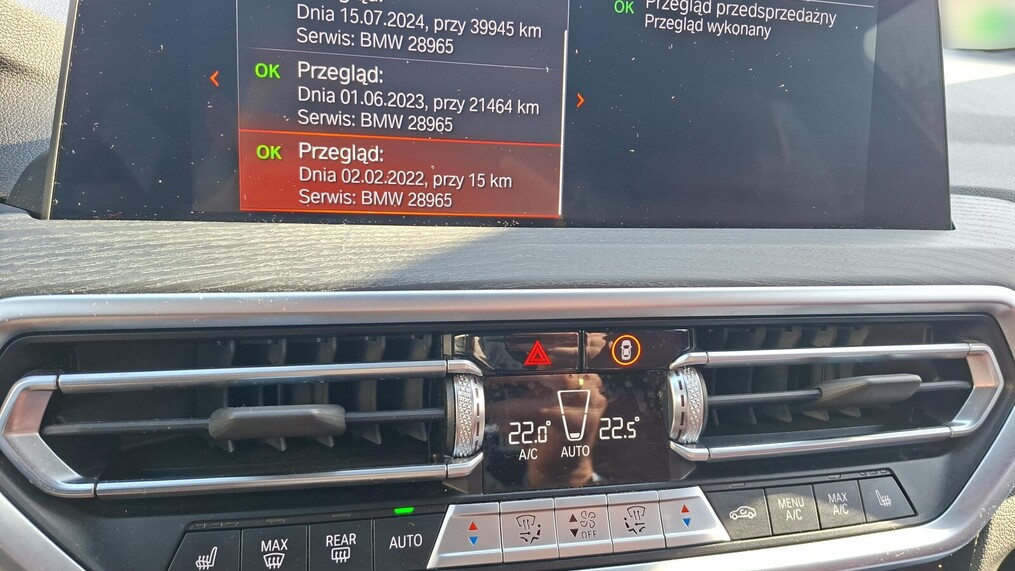 Dnia 15.07.2024, przy 39945 km
Serwis: BMW 28965
OK Przegląd:
Dnia 01.06.2023, przy 21464 km
Serwis: BMW 28965
OK Przegląd:
Dnia 02.02.2022, przy 15 km
Serwis: BMW 28965
OK Przegląd przedsprzedażny
Przegląd wykonany
22.0° 22.5°
A/C AUTO
MAX
REAR
AUTO
OFF
MENU A/C
MAX A/C